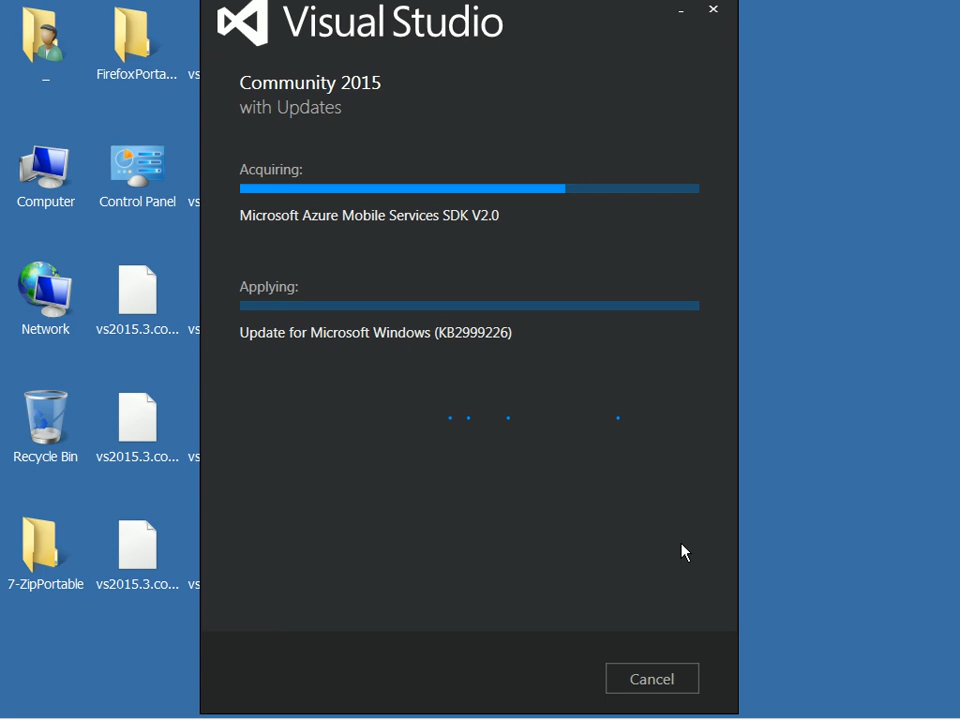 Visual Studio
Community 2015
with Updates
Acquiring:
Microsoft Azure Mobile Services SDK V2.0
Applying:
Update for Microsoft Windows (KB2999226)
Cancel
_
FirefoxPorta...
vs
Computer
Control Panel
vs
Network
vs2015.3.co...
vs
Recycle Bin
vs2015.3.co...
vs
7-ZipPortable
vs2015.3.co...
vs